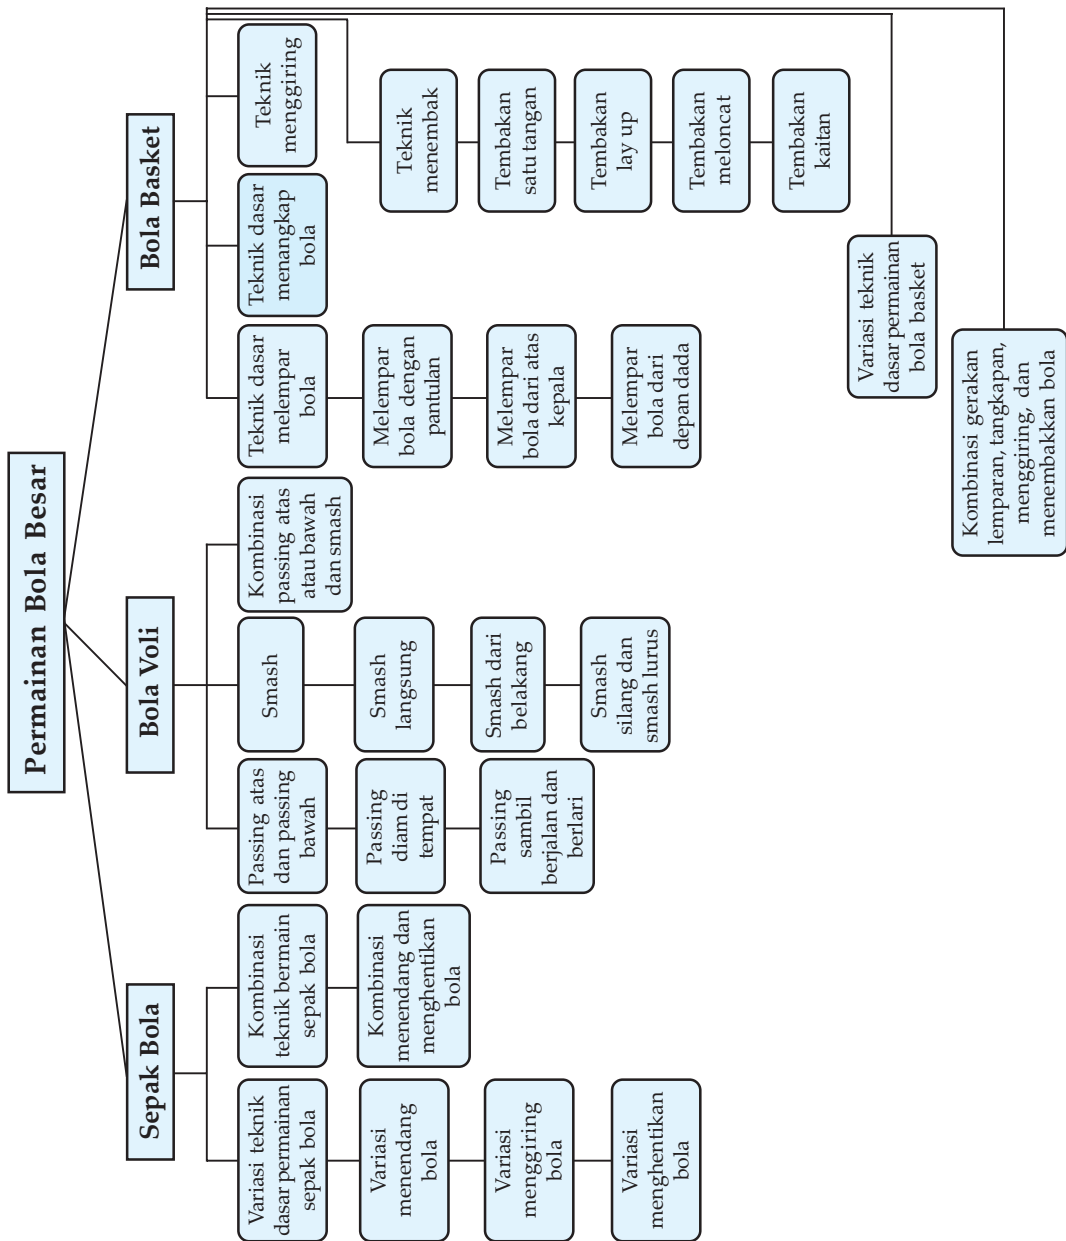 Permainan Bola Besar
Sepak Bola
Variasi teknik
dasar permainan
sepak bola
Variasi
menendang
bola
Variasi
menggiring
bola
Variasi
menghentikan
bola
Kombinasi
teknik bermain
sepak bola
Kombinasi
menendang dan
menghentikan
bola
Bola Voli
Passing atas
dan passing
bawah
Passing
diam di
tempat
Passing
sambil
berjalan dan
berlari
Smash
Smash
langsung
Smash dari
belakang
Smash
silang dan
smash lurus
Kombinasi
passing atas
atau bawah
dan smash
Bola Basket
Teknik dasar
melempar
bola
Melempar
bola dengan
pantulan
Melempar
bola dari atas
kepala
Melempar
bola dari
depan dada
Teknik dasar
menangkap
bola
Teknik
menggiring
Teknik
menembak
Tembakan
satu tangan
Tembakan
lay up
Tembakan
meloncat
Tembakan
kaitan
Variasi teknik
dasar permainan
bola basket
Kombinasi gerakan
lemparan, tangkapan,
menggiring, dan
menembakkan bola